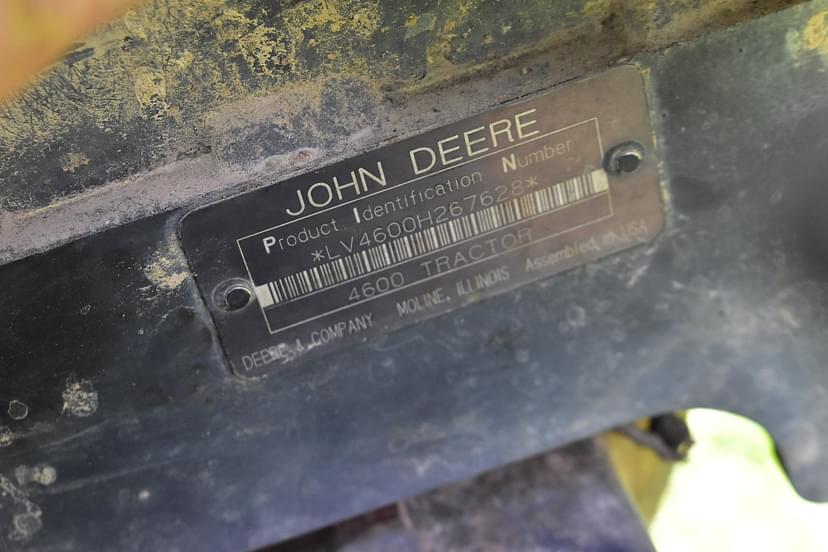 JOHN DEERE
Product Identification Number
*LV4600H267628*
4600 TRACTOR
DEERE & COMPANY MOLINE, ILLINOIS Assembled in USA